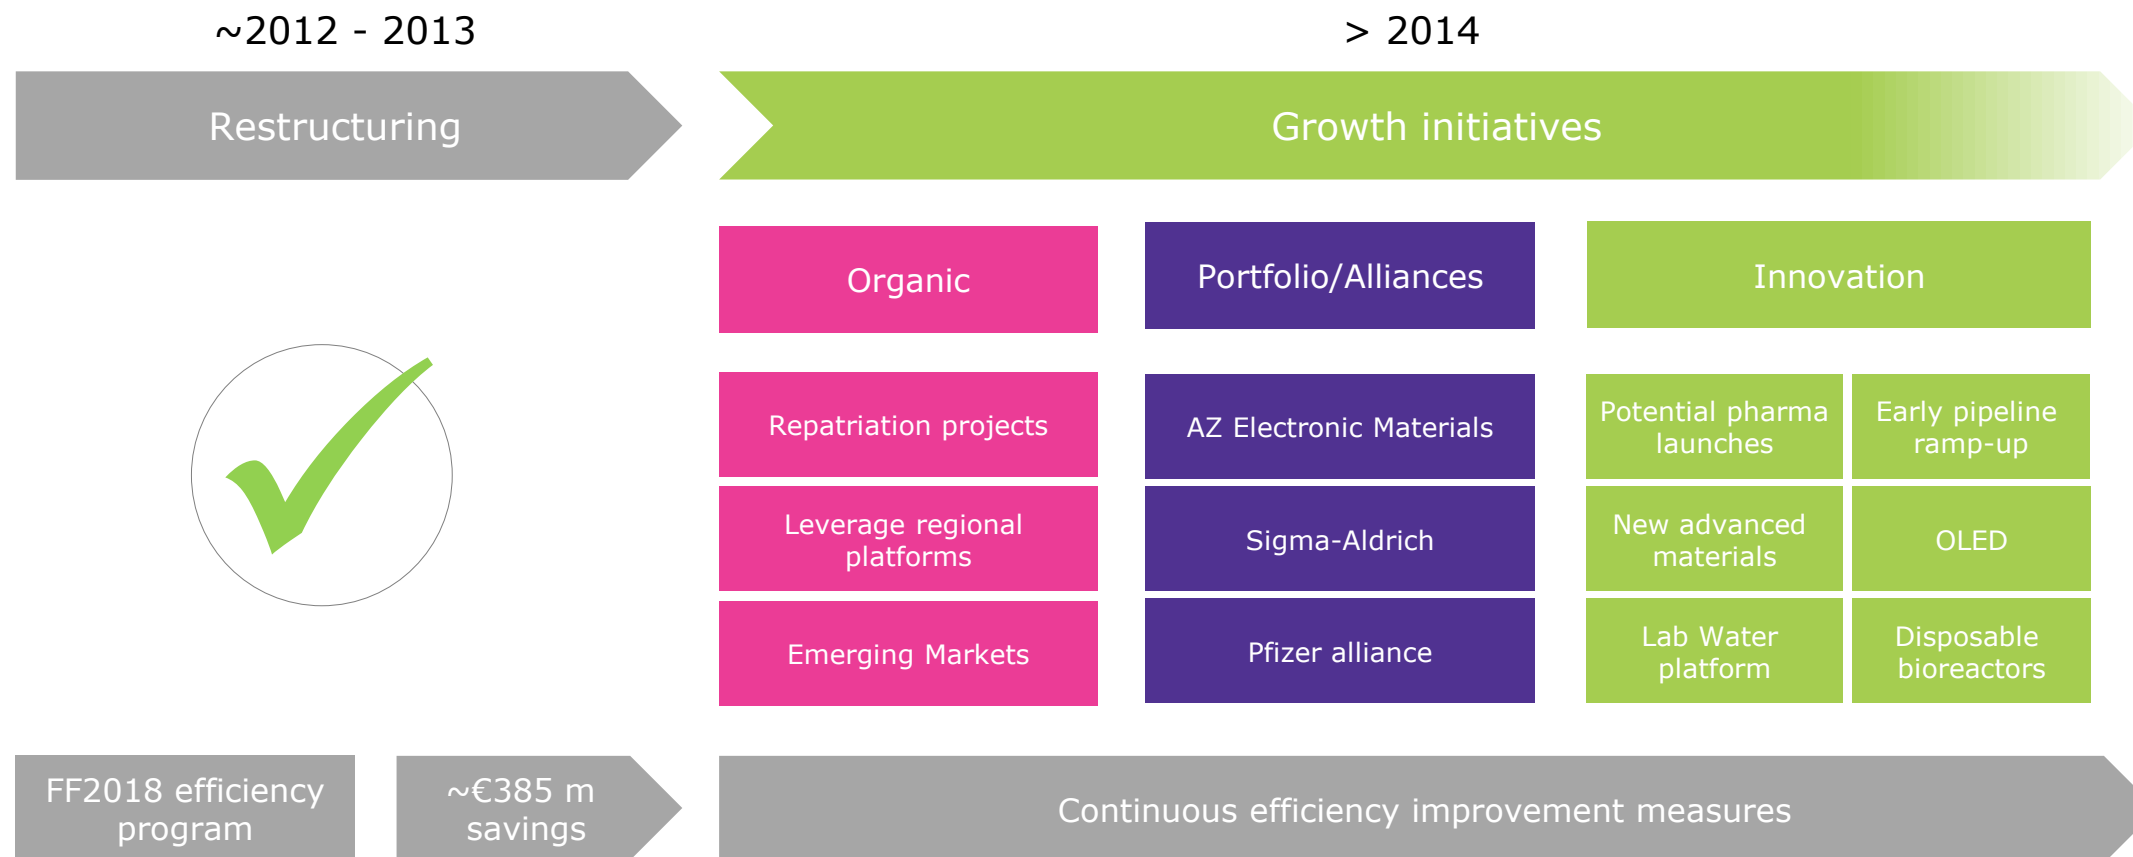 ~2012 - 2013
> 2014
Restructuring
Growth initiatives
Organic
Portfolio/Alliances
Innovation
Repatriation projects
AZ Electronic Materials
Potential pharma
launches
Early pipeline
ramp-up
Leverage regional
platforms
Sigma-Aldrich
New advanced
materials
OLED
Emerging Markets
Pfizer alliance
Lab Water
platform
Disposable
bioreactors
FF2018 efficiency
program
~€385 m
savings
Continuous efficiency improvement measures